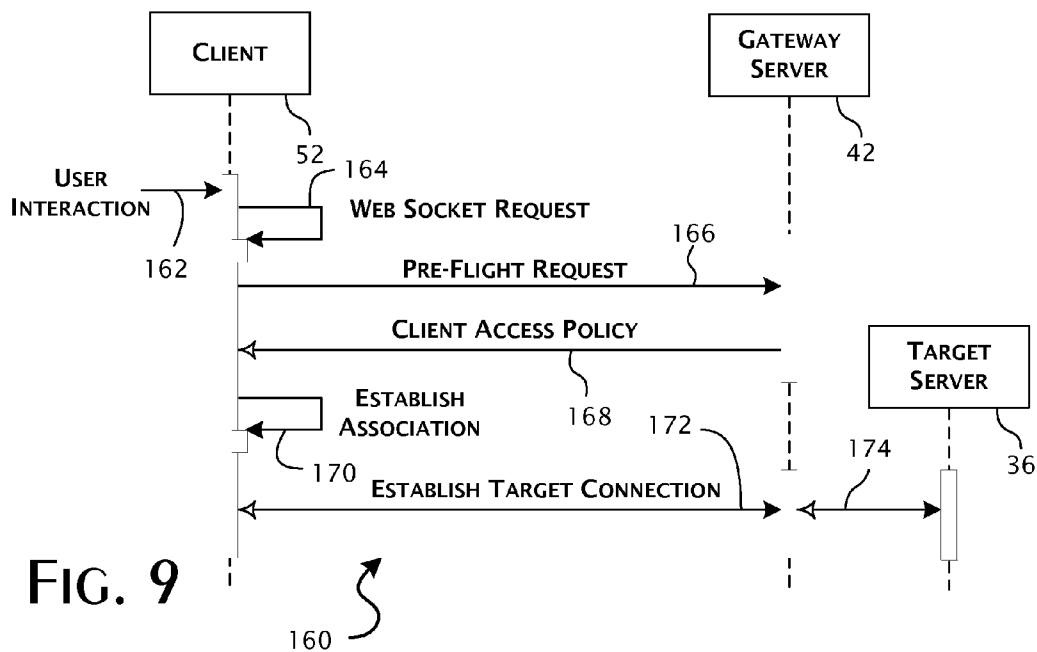 CLIENT
GATEWAY
SERVER
52
42
164
USER
INTERACTION
WEB SOCKET REQUEST
162
166
PRE-FLIGHT REQUEST
CLIENT ACCESS POLICY
168
TARGET
SERVER
36
ESTABLISH
ASSOCIATION
170
172
174
ESTABLISH TARGET CONNECTION
FIG. 9
160